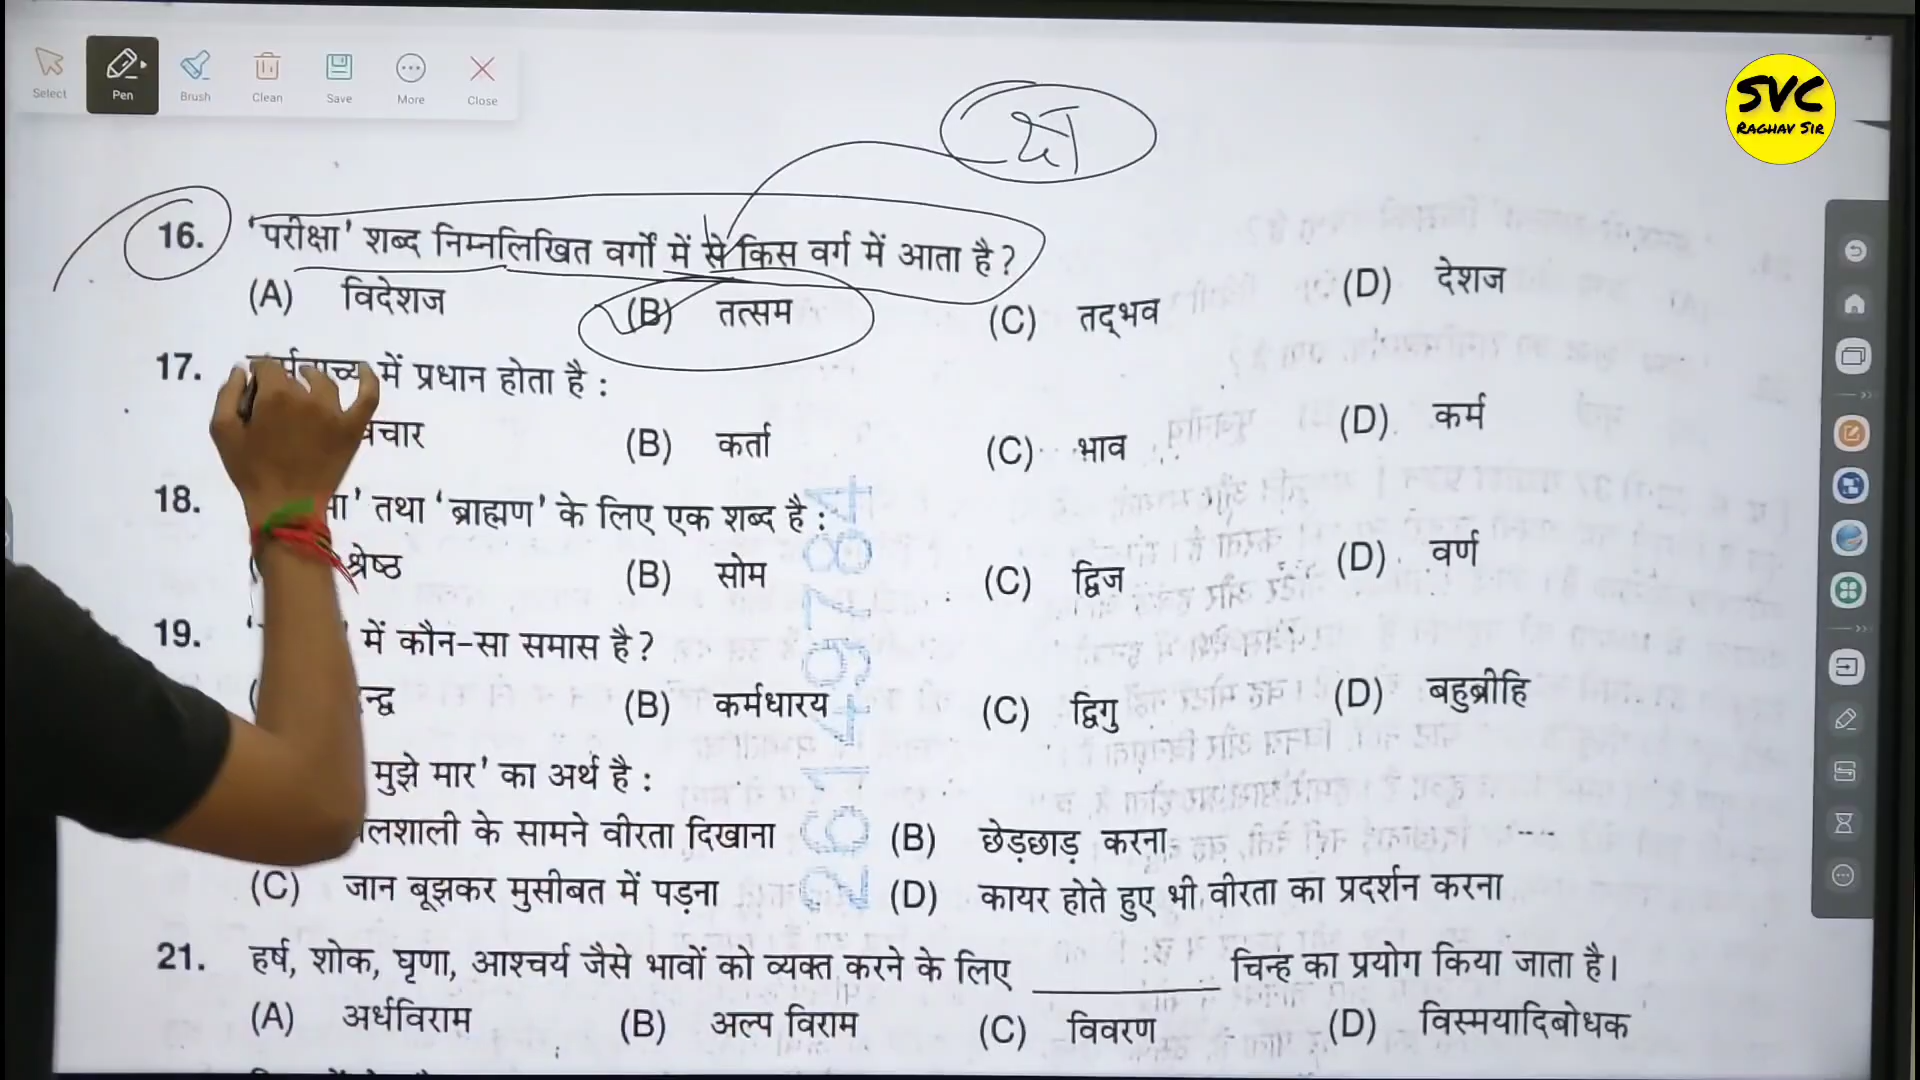 Select Pen Brush Clean Save More Close
SVC
RAGHAV SIR
क्ष
16. 'परीक्षा' शब्द निम्नलिखित वर्गों में से किस वर्ग में आता है?
(A) विदेशज (B) तत्सम (C) तद्भव (D) देशज
17. में प्रधान होता है :
(B) कर्ता (C) भाव (D) कर्म
18. तथा 'ब्राह्मण' के लिए एक शब्द है :
श्रेष्ठ (B) सोम (C) द्विज (D) वर्ण
19. में कौन-सा समास है?
(B) कर्मधारय (C) द्विगु (D) बहुब्रीहि
मुझे मार' का अर्थ है :
के सामने वीरता दिखाना (B) छेड़छाड़ करना
(C) जान बूझकर मुसीबत में पड़ना (D) कायर होते हुए भी वीरता का प्रदर्शन करना
21. हर्ष, शोक, घृणा, आश्चर्य जैसे भावों को व्यक्त करने के लिए __________ चिन्ह का प्रयोग किया जाता है।
(A) अर्धविराम (B) अल्प विराम (C) विवरण (D) विस्मयादिबोधक